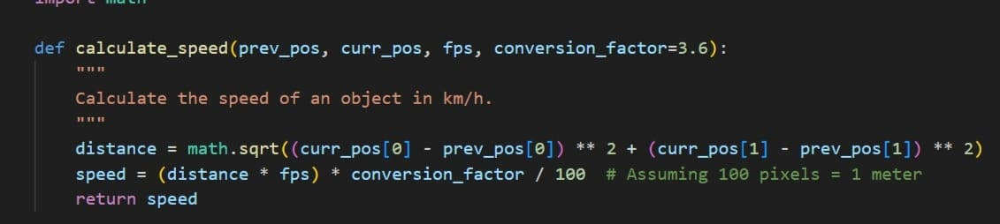 import math
def calculate_speed(prev_pos, curr_pos, fps, conversion_factor=3.6):
"""
Calculate the speed of an object in km/h.
"""
distance = math.sqrt((curr_pos[0] - prev_pos[0]) ** 2 + (curr_pos[1] - prev_pos[1]) ** 2)
speed = (distance * fps) * conversion_factor / 100  # Assuming 100 pixels = 1 meter
return speed